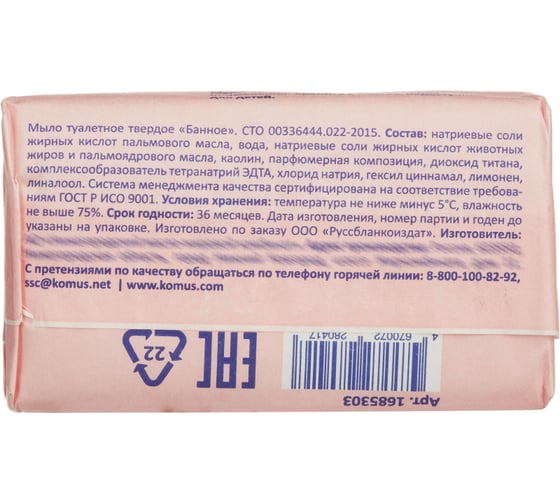 для детей.
Мыло туалетное твердое «Банное». СТО 00336444.022-2015. Состав: натриевые соли
жирных кислот пальмового масла, вода, натриевые соли жирных кислот животных
жиров и пальмоядрового масла, каолин, парфюмерная композиция, диоксид титана,
комплексообразователь тетранатрий ЭДТА, хлорид натрия, гексил циннамал, лимонен,
линалоол. Система менеджмента качества сертифицирована на соответствие требова-
ниям ГОСТ Р ИСО 9001. Условия хранения: температура не ниже минус 5°С, влажность
не выше 75%. Срок годности: 36 месяцев. Дата изготовления, номер партии и годен до
указаны на упаковке. Изготовлено по заказу ООО «Руссбланкоиздат». Изготовитель:
С претензиями по качеству обращаться по телефону горячей линии: 8-800-100-82-92,
ssc@komus.net | www.komus.com
22
EAC
4 670072 280417
Арт. 1685303